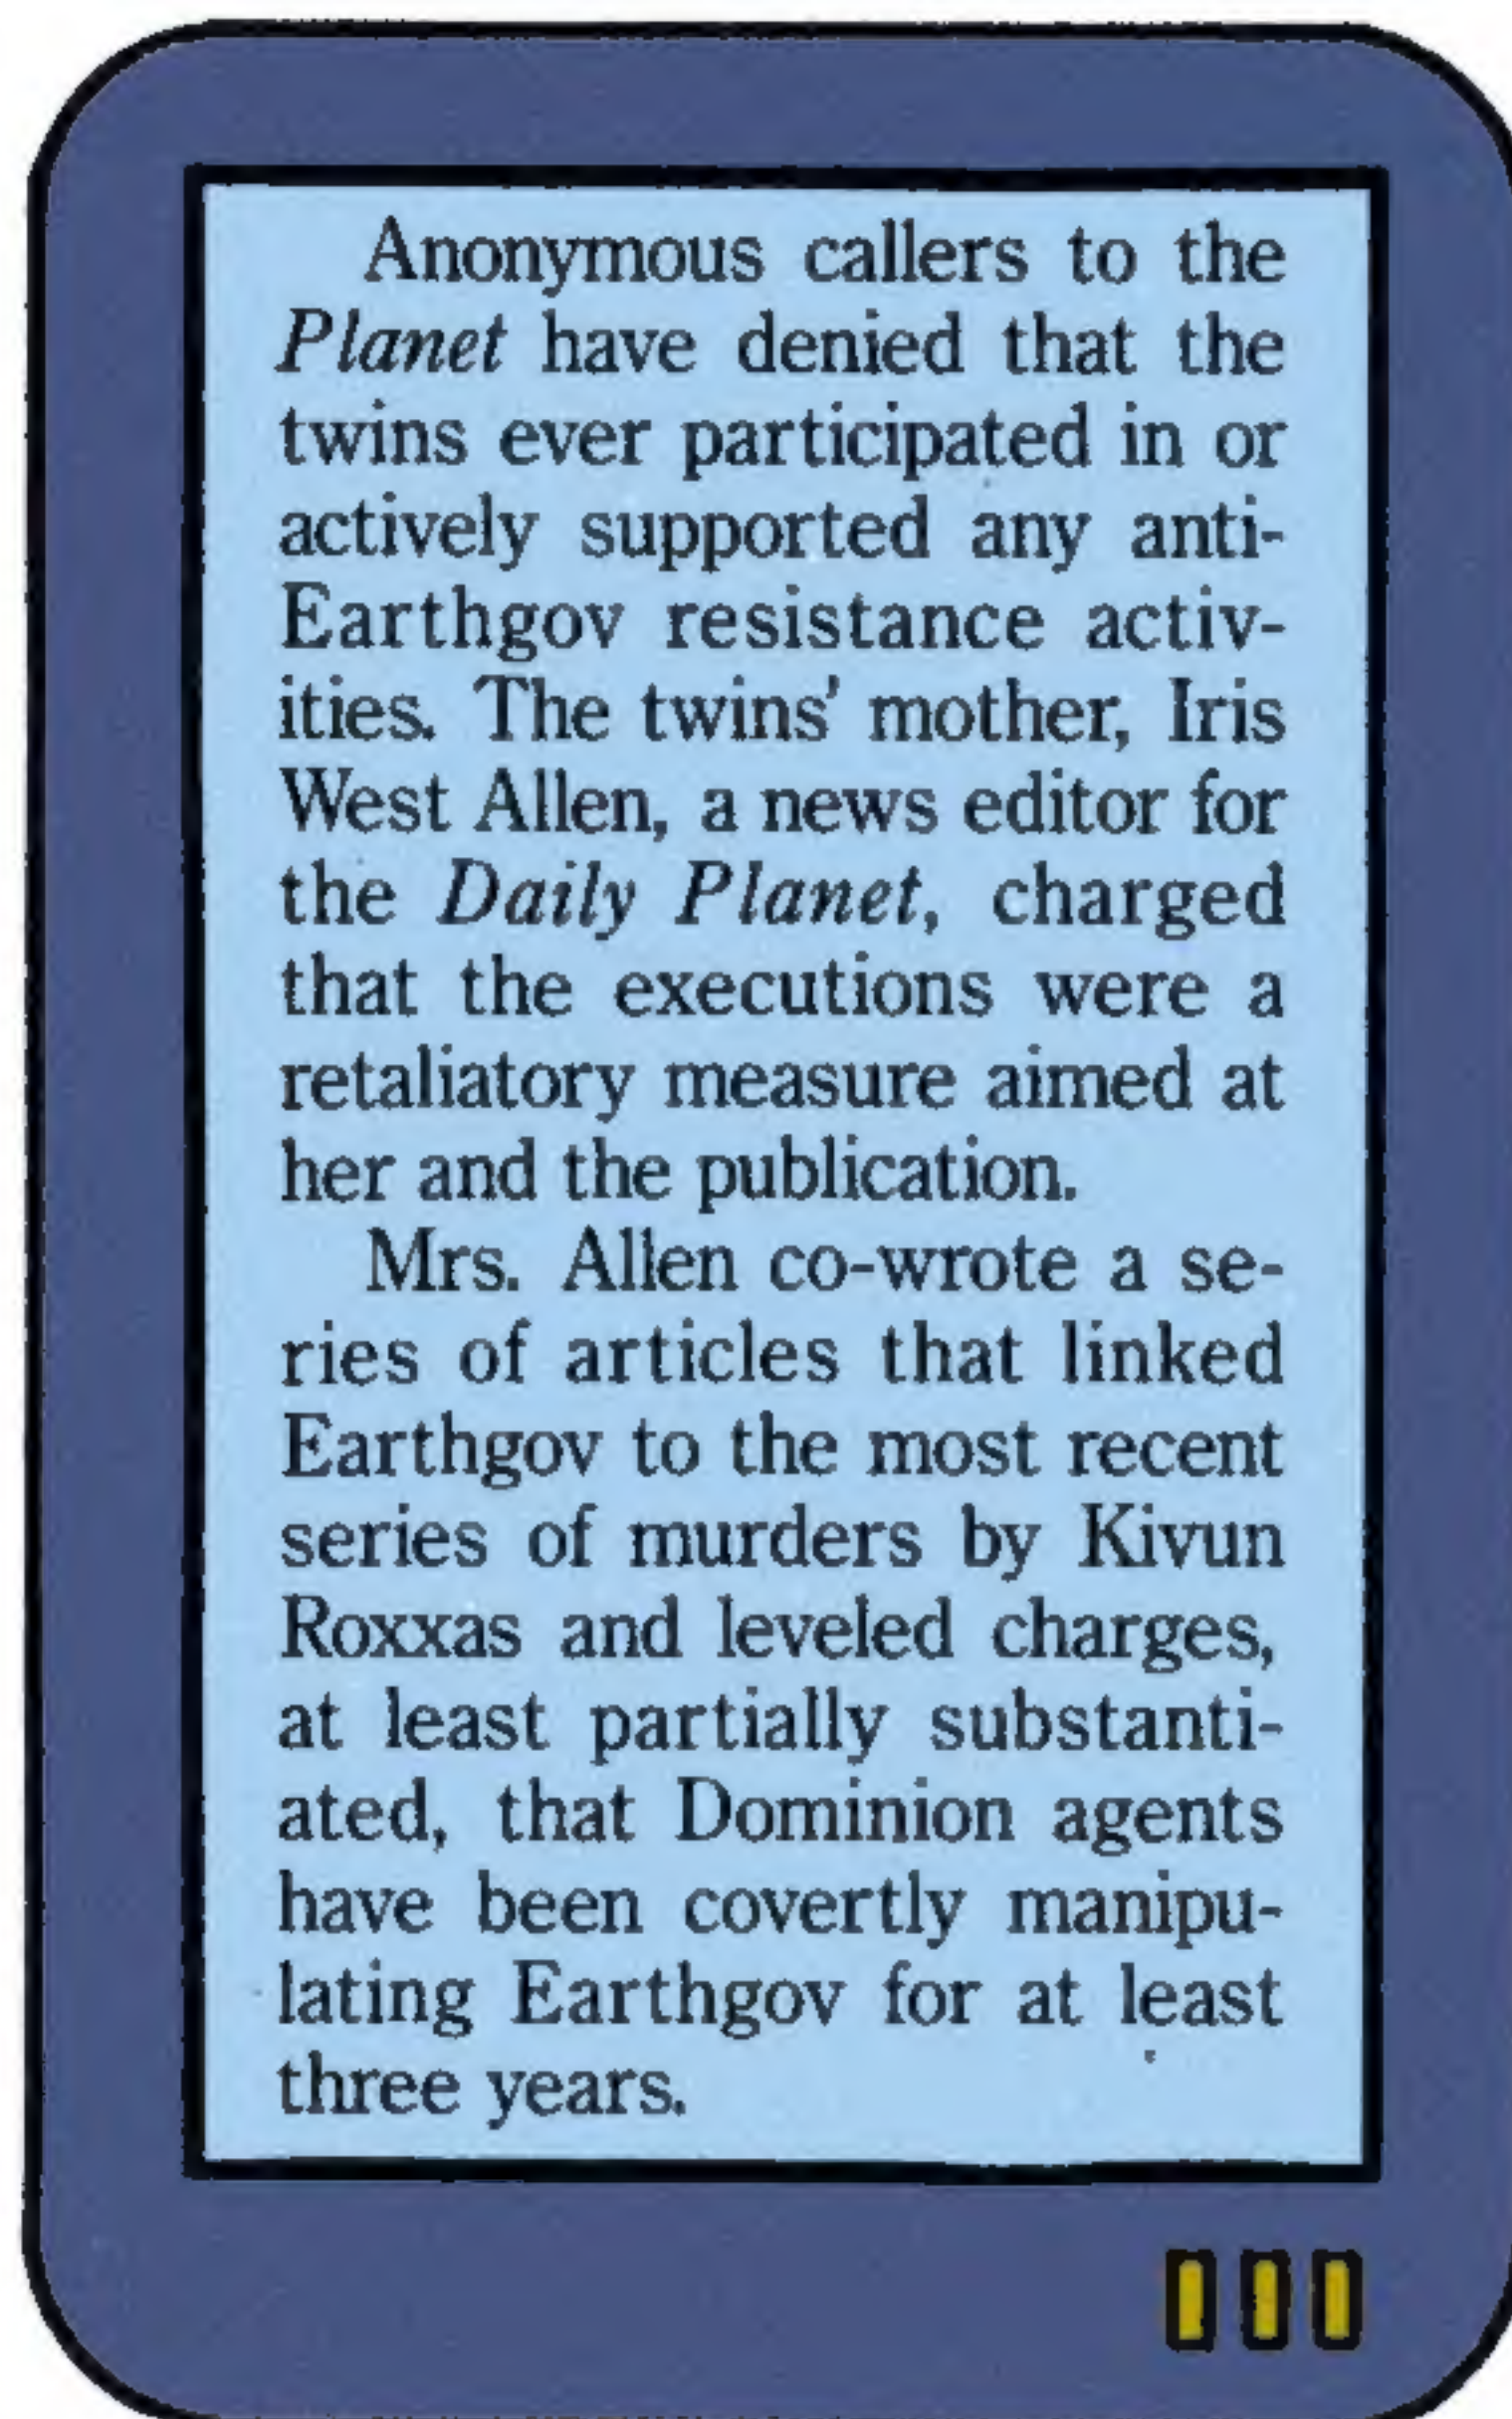 Anonymous callers to the
Planet have denied that the
twins ever participated in or
actively supported any anti-
Earthgov resistance activ-
ities. The twins' mother, Iris
West Allen, a news editor for
the Daily Planet, charged
that the executions were a
retaliatory measure aimed at
her and the publication.
Mrs. Allen co-wrote a se-
ries of articles that linked
Earthgov to the most recent
series of murders by Kivun
Roxxas and leveled charges,
at least partially substanti-
ated, that Dominion agents
have been covertly manipu-
lating Earthgov for at least
three years.